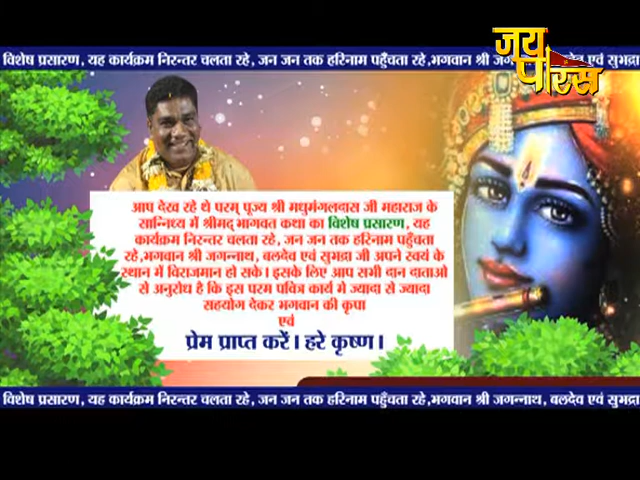 विशेष प्रसारण, यह कार्यक्रम निरन्तर चलता रहे, जन जन तक हरिनाम पहुँचता रहे,भगवान श्री एवं सुभद्रा
जय
पारस
आप देख रहे थे परम् पूज्य श्री मधुमंगलदास जी महाराज के
सान्निध्य में श्रीमद् भागवत कथा का विशेष प्रसारण, यह
कार्यक्रम निरन्तर चलता रहे, जन जन तक हरिनाम पहुँचता
रहे,भगवान श्री जगन्नाथ, बलदेव एवं सुभद्रा जी अपने स्वयं के
स्थान में विराजमान हो सके। इसके लिए आप सभी दान दाताओ
से अनुरोध है कि इस परम पवित्र कार्य मे ज्यादा से ज्यादा
सहयोग देकर भगवान की कृपा
एवं
प्रेम प्राप्त करें। हरे कृष्ण।
विशेष प्रसारण, यह कार्यक्रम निरन्तर चलता रहे, जन जन तक हरिनाम पहुँचता रहे,भगवान श्री जगन्नाथ, बलदेव एवं सुभद्रा